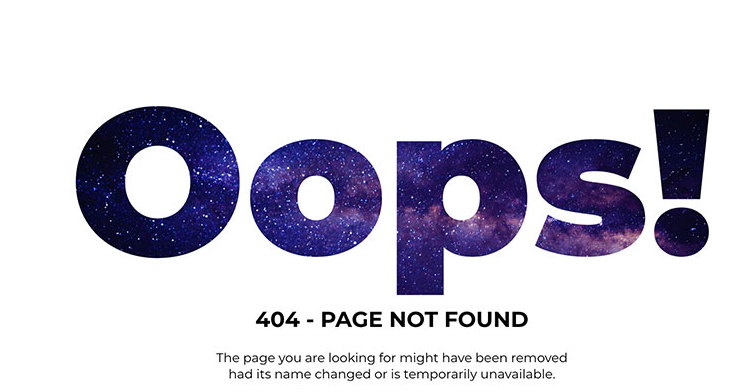 Oops!
404 - PAGE NOT FOUND
The page you are looking for might have been removed
had its name changed or is temporarily unavailable.